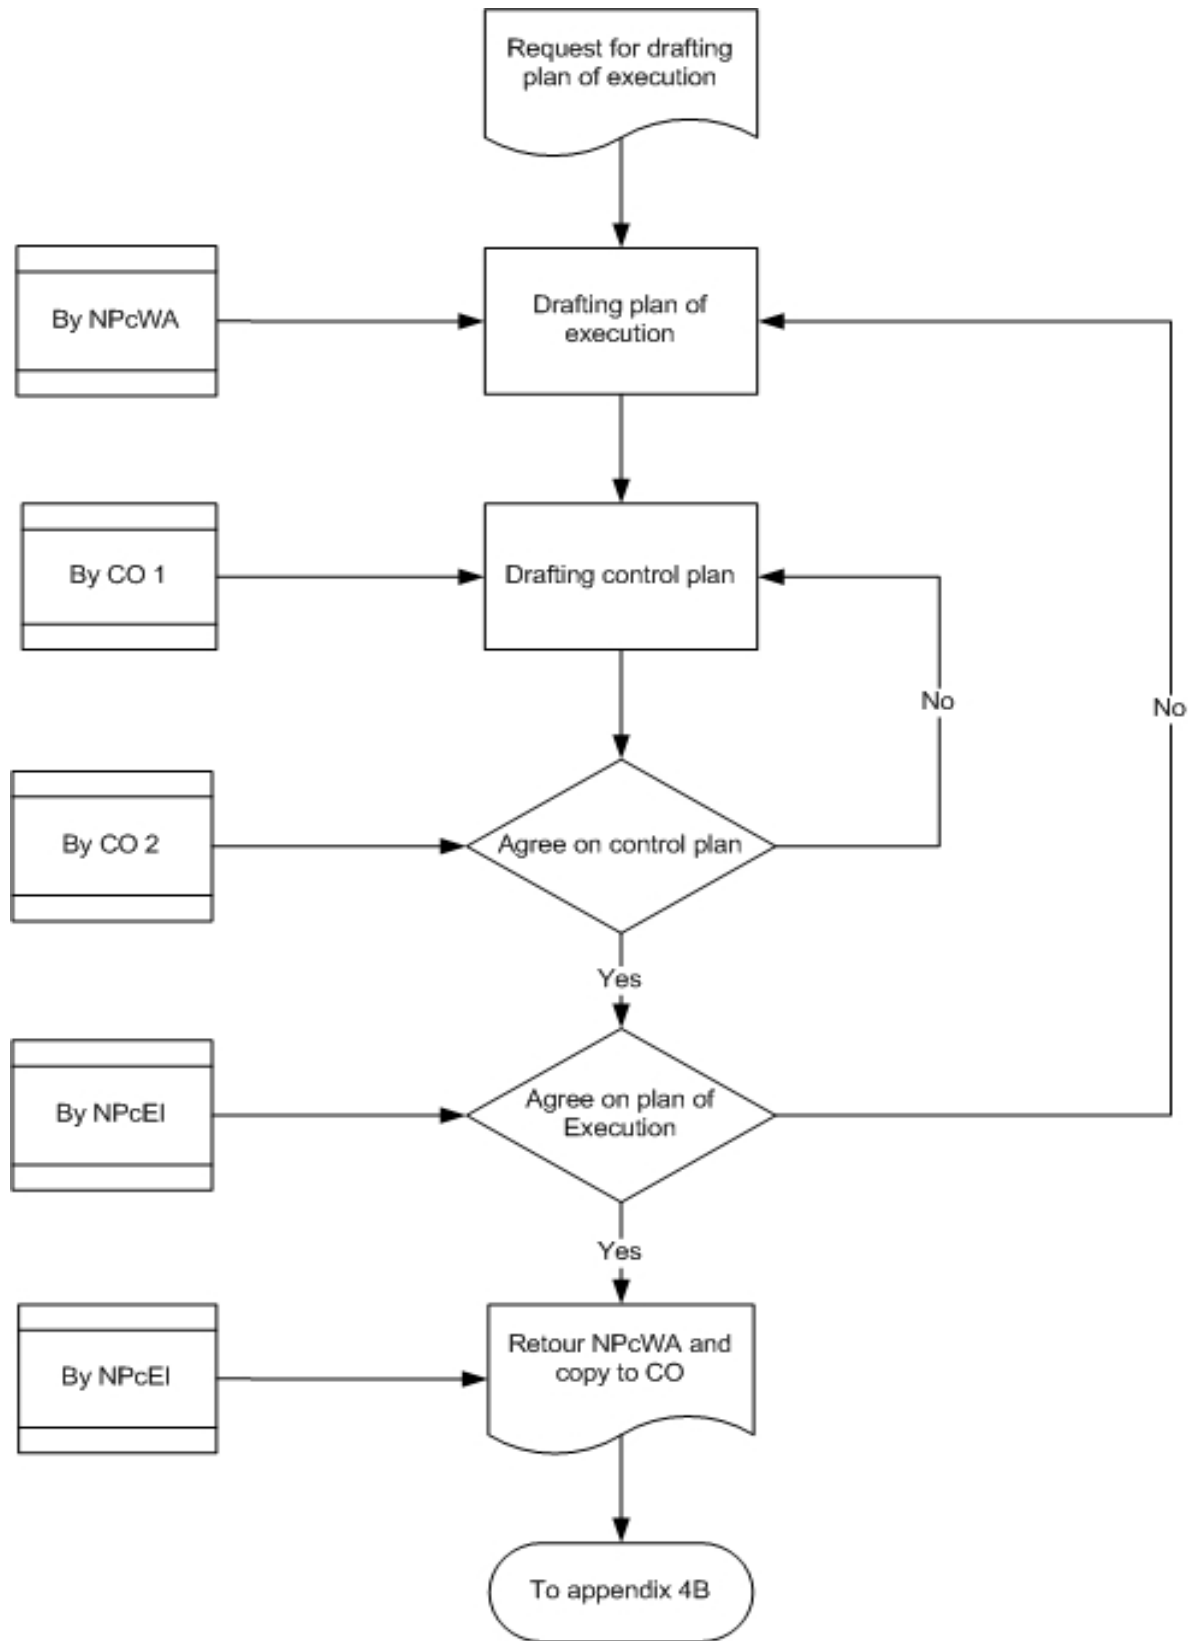 Request for drafting
plan of execution
By NPcWA
Drafting plan of
execution
By CO 1
Drafting control plan
No
No
By CO 2
Agree on control plan
Yes
By NPcEI
Agree on plan of
Execution
Yes
By NPcEI
Retour NPcWA and
copy to CO
To appendix 4B